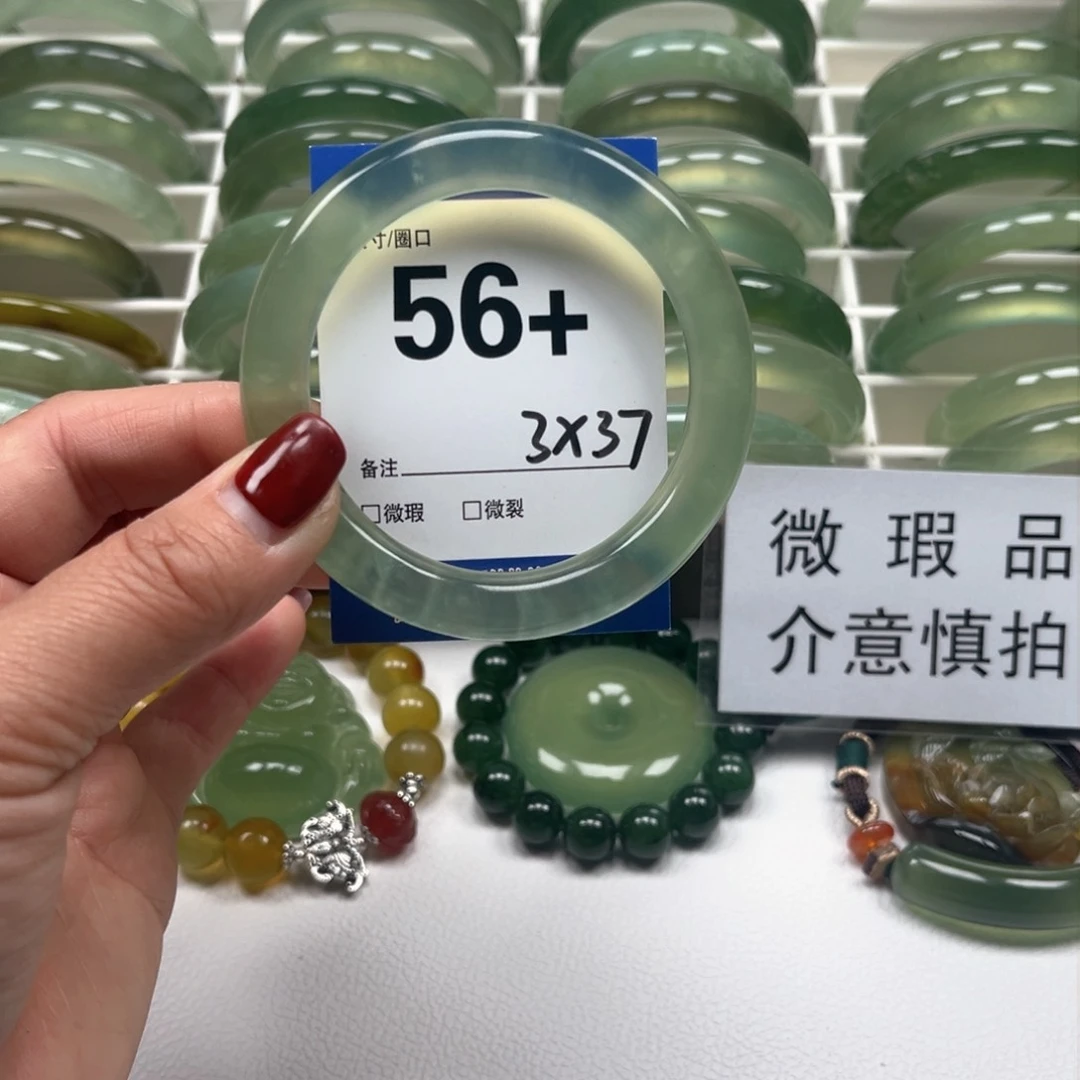 寸/圈口
56+
3X37
备注
□微瑕 □微裂
微瑕品
介意慎拍